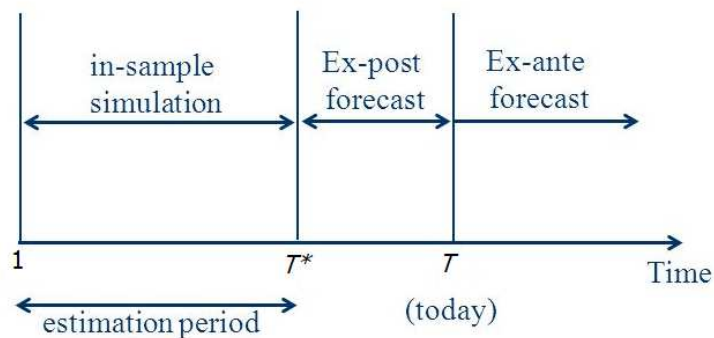 in-sample
simulation
Ex-post
forecast
Ex-ante
forecast
1
T*
T
Time
estimation period
(today)